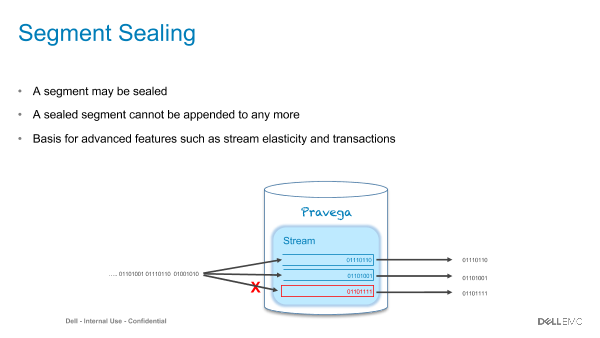 Segment Sealing
• A segment may be sealed
• A sealed segment cannot be appended to any more
• Basis for advanced features such as stream elasticity and transactions
Pravega
Stream
01110110
01110110
..... 01101001 01110110 01001010
01101001
01101001
X
01101111
01101111
Dell - Internal Use - Confidential
DELLEMC